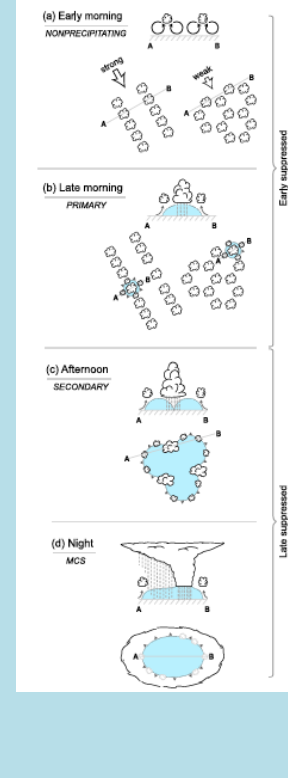 (a) Early morning
NONPRECIPITATING
A B
strong
weak
B
A
B
A
Early suppressed
(b) Late morning
PRIMARY
A B
B
A
B
A
(c) Afternoon
SECONDARY
A B
B
A
Late suppressed
(d) Night
MCS
A B
A B